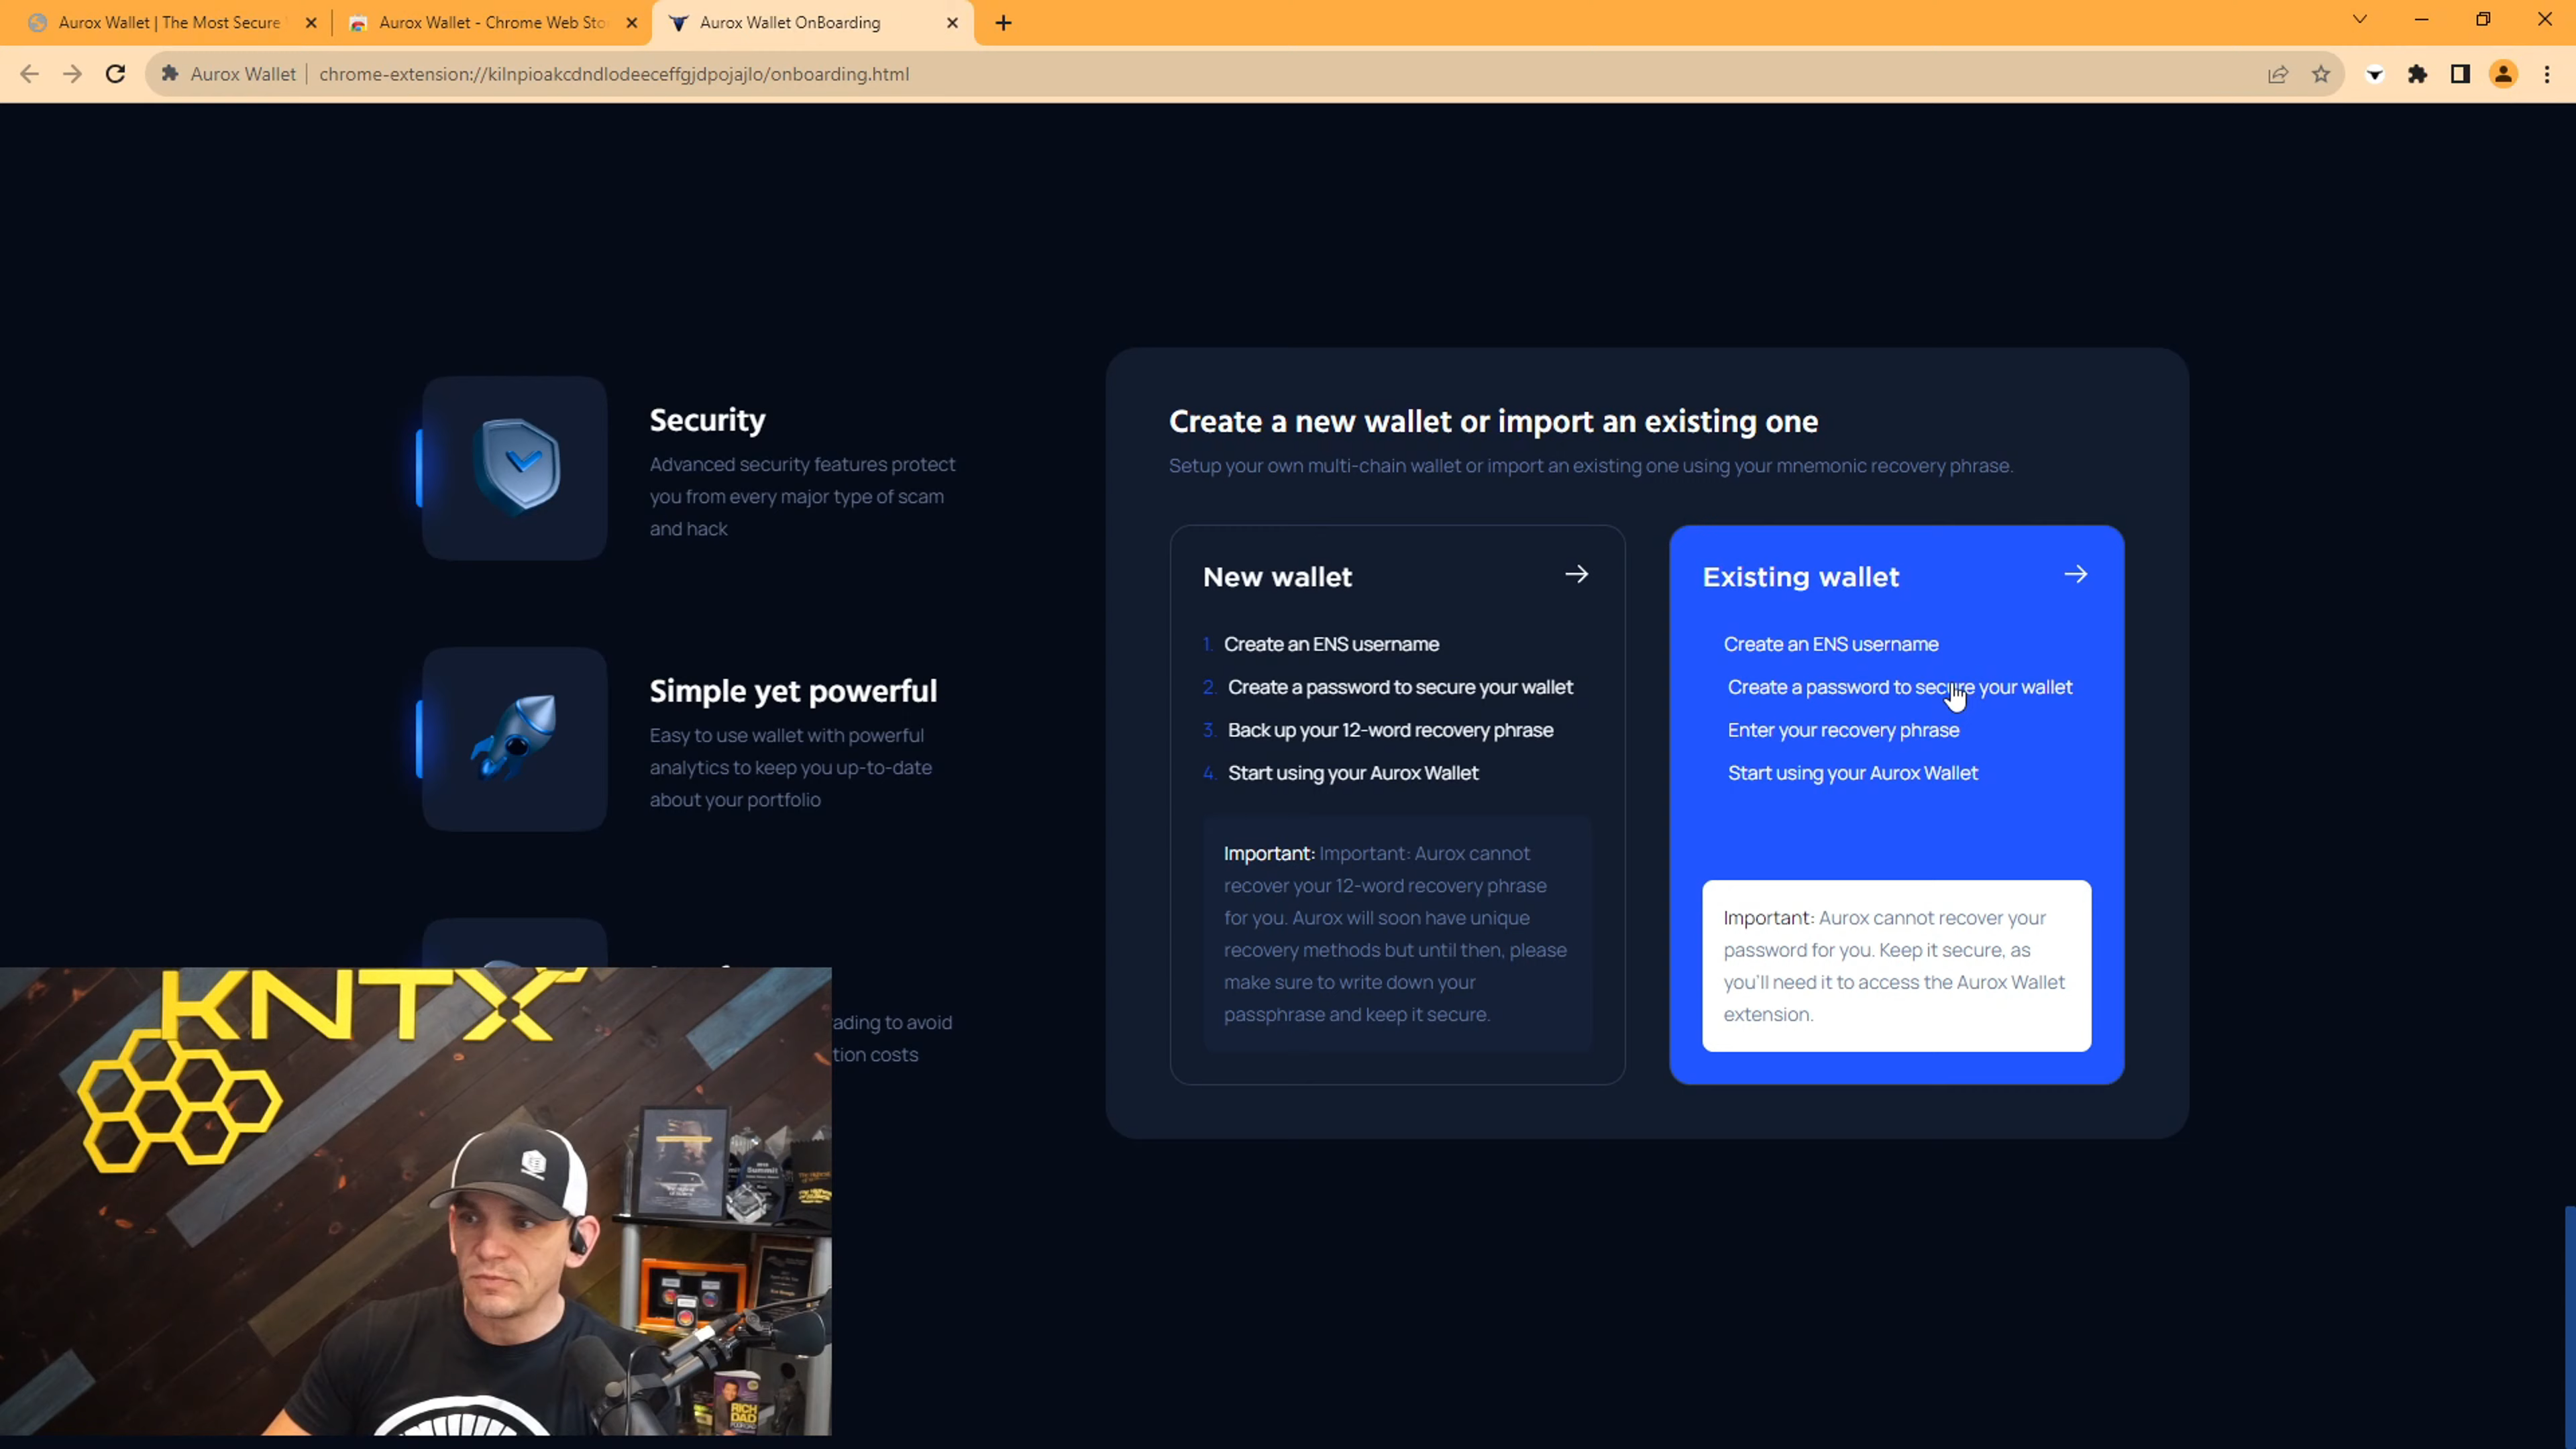 Aurox Wallet | The Most Secure
Aurox Wallet - Chrome Web Sto
Aurox Wallet OnBoarding
Aurox Wallet
chrome-extension://kilnpioakcdndlodeeceffgjdpojajlo/onboarding.html
Security
Advanced security features protect
you from every major type of scam
and hack
Simple yet powerful
Easy to use wallet with powerful
analytics to keep you up-to-date
about your portfolio
ading to avoid
tion costs
Create a new wallet or import an existing one
Setup your own multi-chain wallet or import an existing one using your mnemonic recovery phrase.
New wallet
1. Create an ENS username
2. Create a password to secure your wallet
3. Back up your 12-word recovery phrase
4. Start using your Aurox Wallet
Important: Important: Aurox cannot
recover your 12-word recovery phrase
for you. Aurox will soon have unique
recovery methods but until then, please
make sure to write down your
passphrase and keep it secure.
Existing wallet
Create an ENS username
Create a password to secure your wallet
Enter your recovery phrase
Start using your Aurox Wallet
Important: Aurox cannot recover your
password for you. Keep it secure, as
you'll need it to access the Aurox Wallet
extension.
KNTX
Summit
RICH
DAD